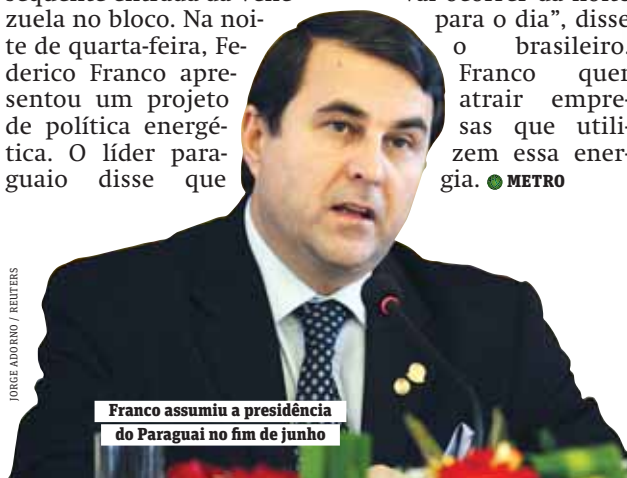 zuela no bloco. Na noi-
te de quarta-feira, Fe-
derico Franco apre-
sentou um projeto
de política energé-
tica. O líder para-
guaio disse que
para o dia”, disse
o brasileiro.
Franco quer
atrair empre-
sas que utili-
zem essa ener-
gia. METRO
JORGE ADORNO / REUTERS
Franco assumiu a presidência
do Paraguai no fim de junho